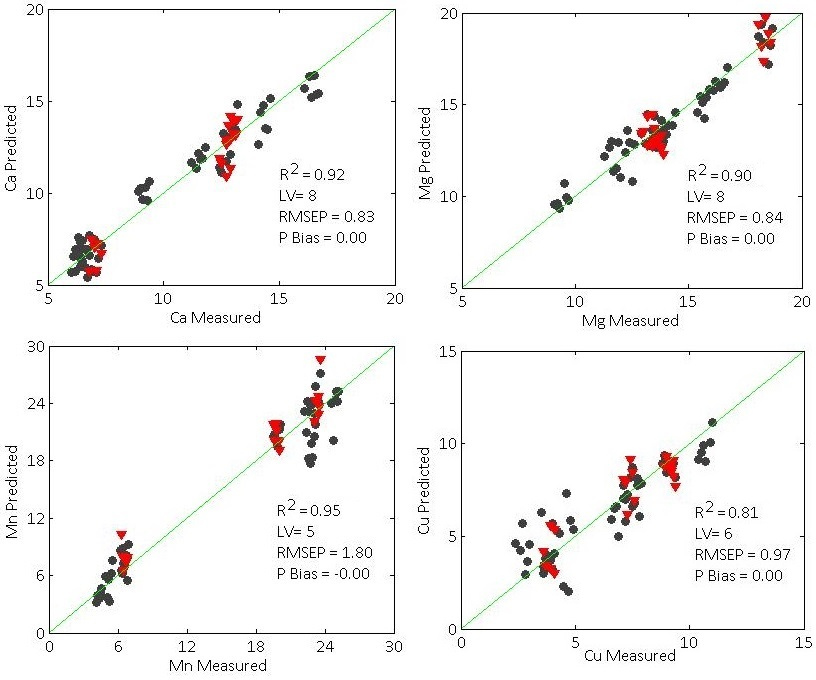 20
15
10
5
Ca Predicted
R² = 0.92
LV= 8
RMSEP = 0.83
P Bias = 0.00
5 10 15 20
Ca Measured
20
15
10
5
Mg Predicted
R² = 0.90
LV= 8
RMSEP = 0.84
P Bias = 0.00
5 10 15 20
Mg Measured
30
24
18
12
6
0
Mn Predicted
R² = 0.95
LV= 5
RMSEP = 1.80
P Bias = -0.00
0 6 12 18 24 30
Mn Measured
15
10
5
0
Cu Predicted
R² = 0.81
LV= 6
RMSEP = 0.97
P Bias = 0.00
0 5 10 15
Cu Measured